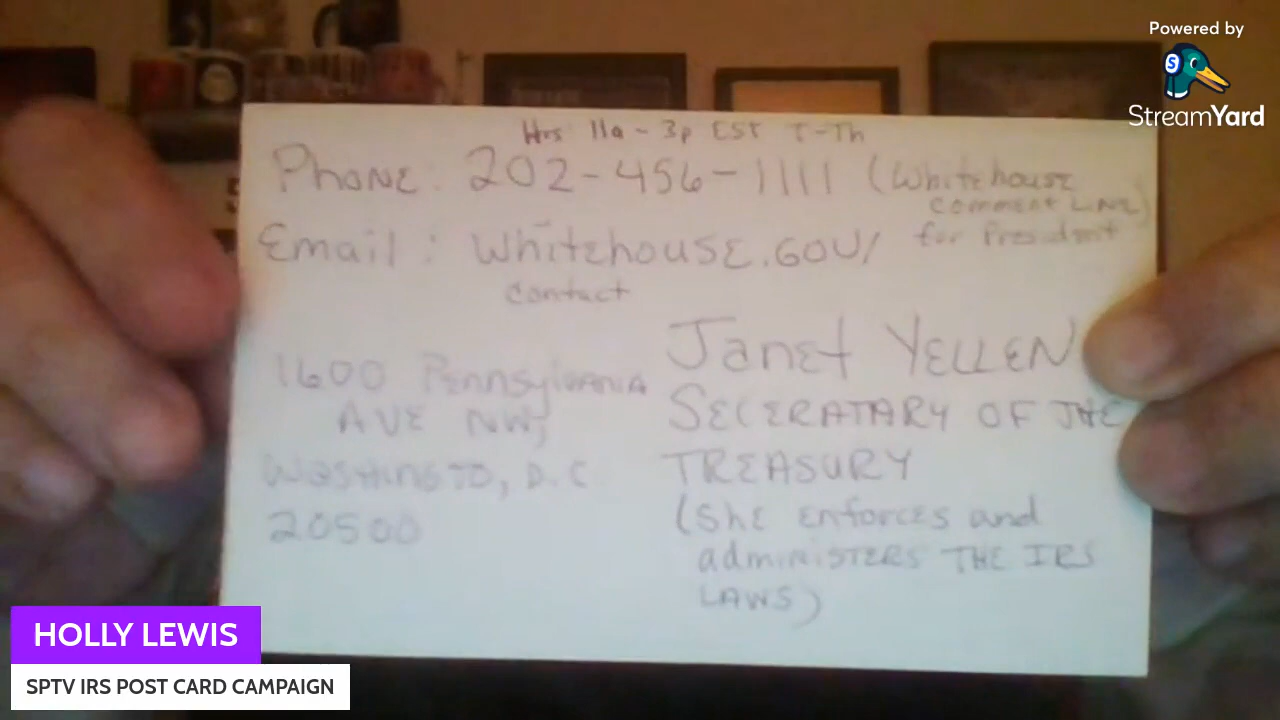 Powered by
StreamYard
Hrs 11a - 3p EST T-Th
Phone: 202-456-1111 (Whitehouse
comment Line)
for President
Email: Whitehouse.GOV/
contact
1600 Pennsylvania
AVE NW,
WASHINGTO, D.C
20500
Janet YELLEN
SECERATARY OF THE
TREASURY
(She enforces and
administers THE IRS
LAWS)
HOLLY LEWIS
SPTV IRS POST CARD CAMPAIGN